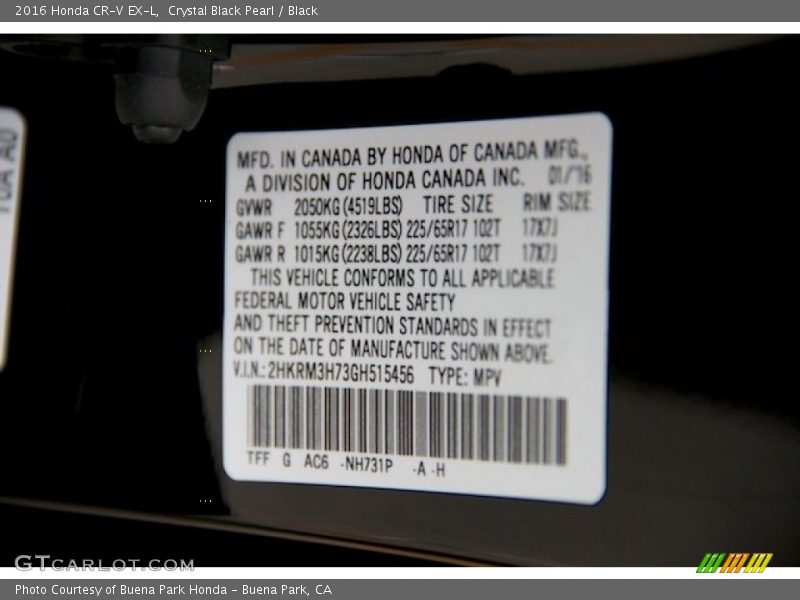 2016 Honda CR-V EX-L, Crystal Black Pearl / Black
MFD. IN CANADA BY HONDA OF CANADA MFG.,
A DIVISION OF HONDA CANADA INC. 01/16
GVWR 2050KG(4519LBS) TIRE SIZE RIM SIZE
GAWR F 1055KG(2326LBS) 225/65R17 102T 17X7J
GAWR R 1015KG(2238LBS) 225/65R17 102T 17X7J
THIS VEHICLE CONFORMS TO ALL APPLICABLE
FEDERAL MOTOR VEHICLE SAFETY
AND THEFT PREVENTION STANDARDS IN EFFECT
ON THE DATE OF MANUFACTURE SHOWN ABOVE.
V.I.N.: 2HKRM3H73GH515456 TYPE: MPV
TFF G AC6 -NH731P -A -H
GTCARLOT.COM
Photo Courtesy of Buena Park Honda - Buena Park, CA